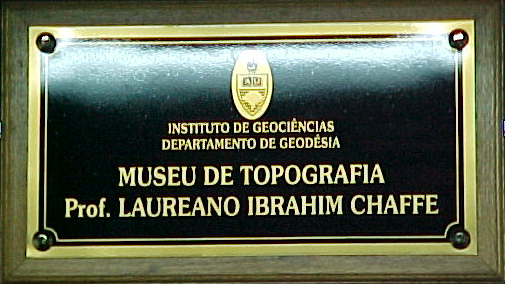 INSTITUTO DE GEOCIÊNCIAS
DEPARTAMENTO DE GEODÉSIA
MUSEU DE TOPOGRAFIA
Prof. LAUREANO IBRAHIM CHAFFE